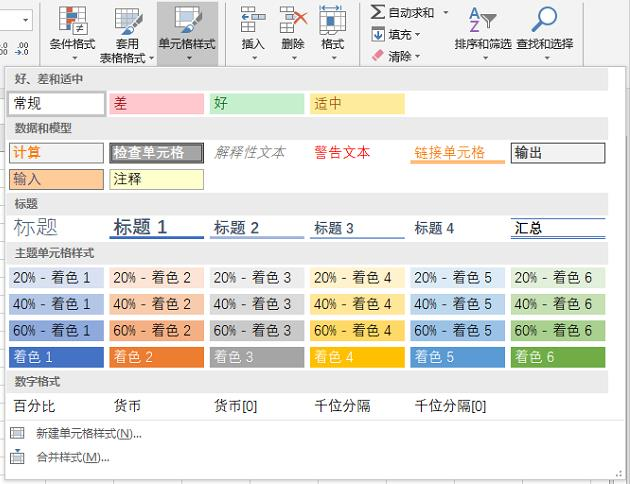 自动求和
条件格式 套用 表格格式 单元格样式 插入 删除 格式 填充 排序和筛选 查找和选择
清除
.0 .00
.00 .0
好、差和适中
常规 差 好 适中
数据和模型
计算 检查单元格 解释性文本 警告文本 链接单元格 输出
输入 注释
标题
标题 标题 1 标题 2 标题 3 标题 4 汇总
主题单元格样式
20% - 着色 1 20% - 着色 2 20% - 着色 3 20% - 着色 4 20% - 着色 5 20% - 着色 6
40% - 着色 1 40% - 着色 2 40% - 着色 3 40% - 着色 4 40% - 着色 5 40% - 着色 6
60% - 着色 1 60% - 着色 2 60% - 着色 3 60% - 着色 4 60% - 着色 5 60% - 着色 6
着色 1 着色 2 着色 3 着色 4 着色 5 着色 6
数字格式
百分比 货币 货币[0] 千位分隔 千位分隔[0]
新建单元格样式(N)...
合并样式(M)...